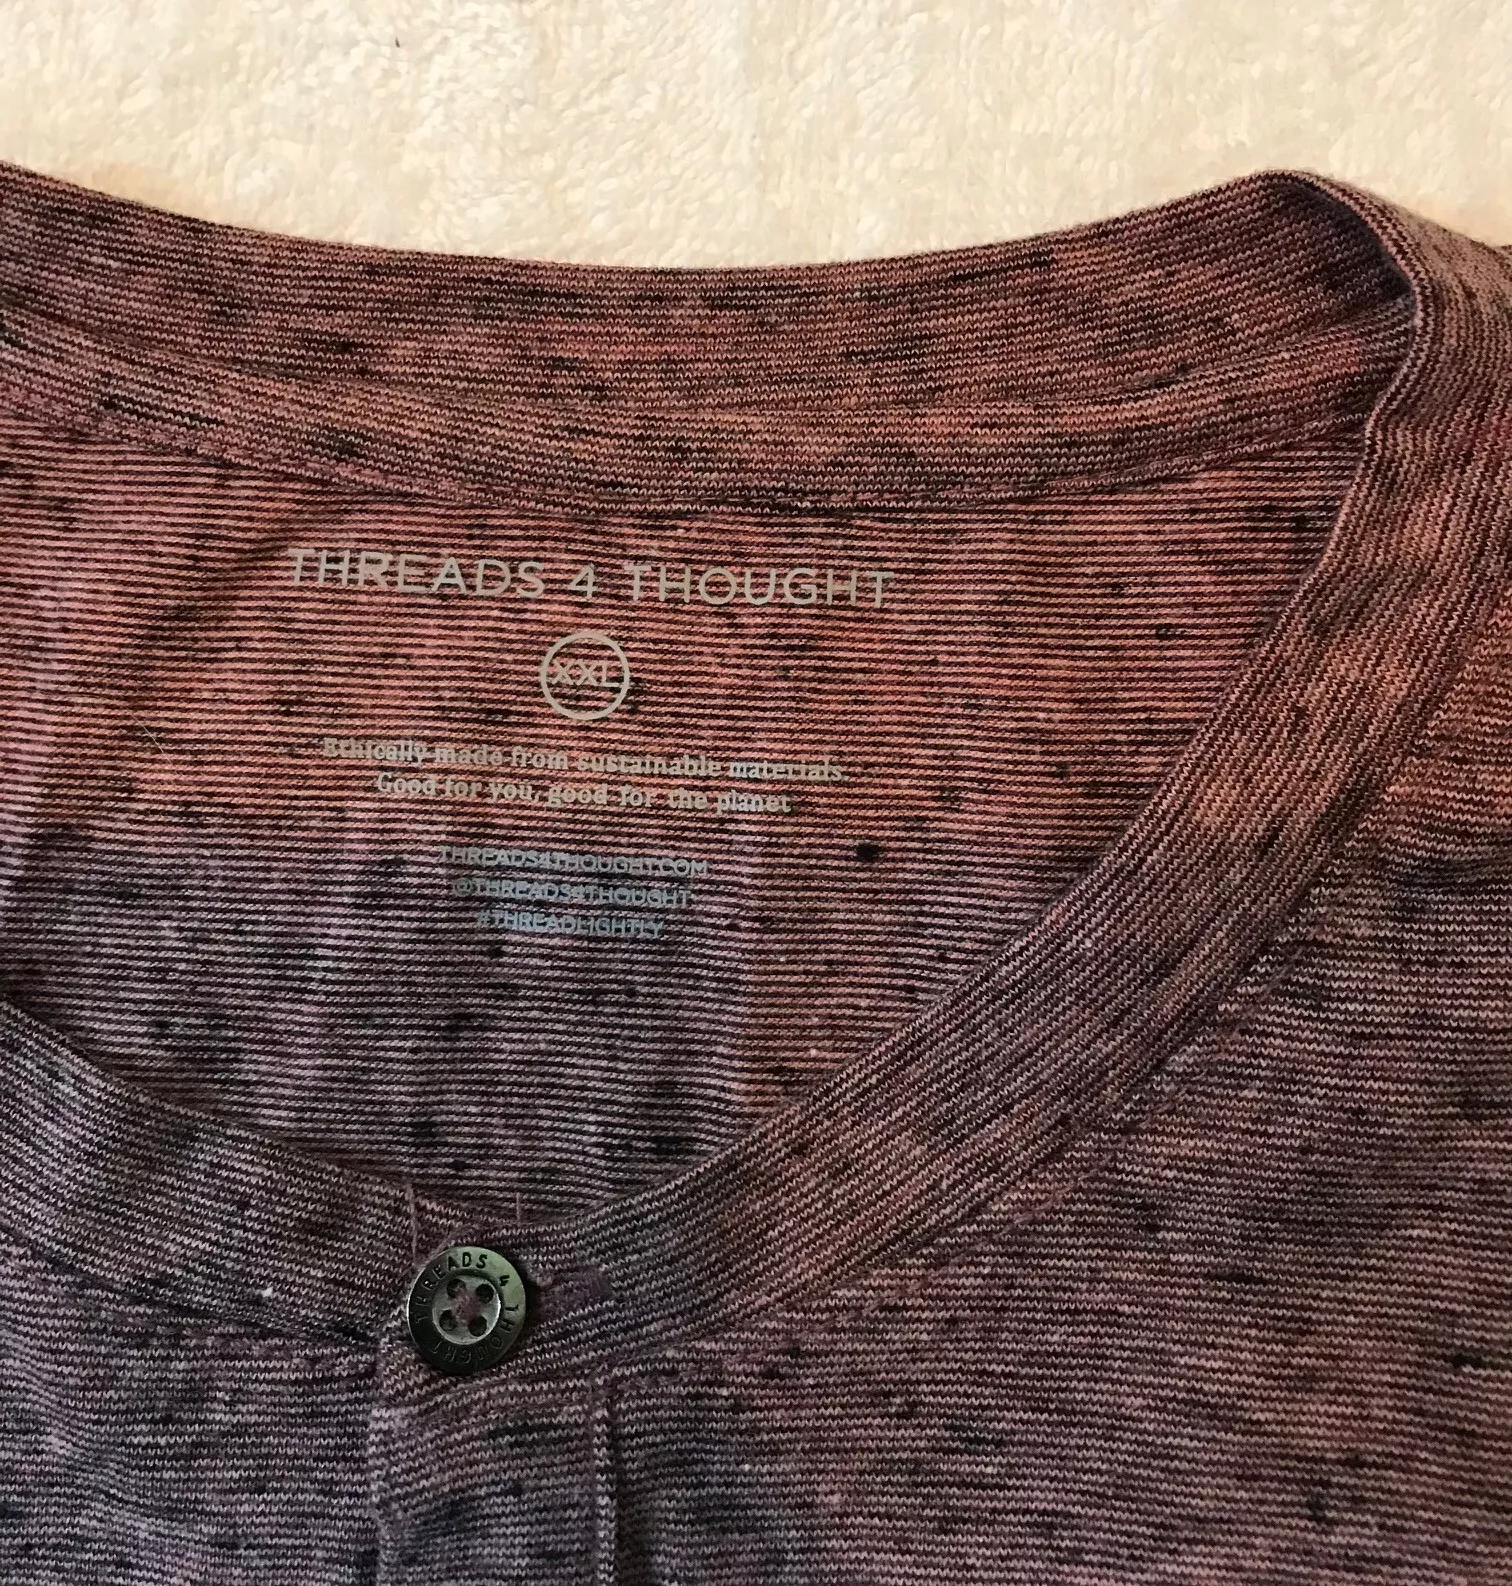 THREADS 4 THOUGHT
XXL
Ethically made from sustainable materials.
Good for you, good for the planet
THREADS4THOUGHT.COM
@THREADS4THOUGHT
#THREADLIGHTLY
THREADS 4 THOUGHT